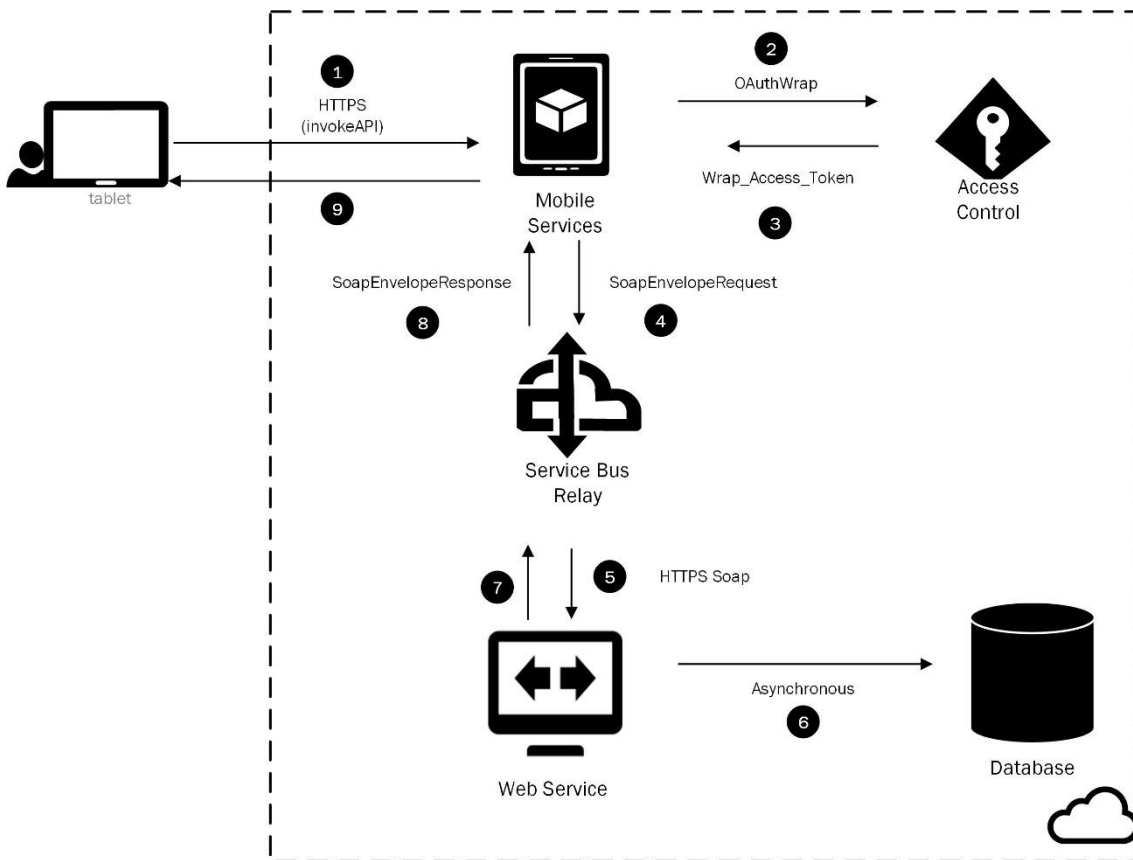 1
HTTPS
(invokeAPI)
2
OAuthWrap
tablet
9
Mobile
Services
Wrap_Access_Token
3
Access
Control
SoapEnvelopeResponse
8
SoapEnvelopeRequest
4
Service Bus
Relay
7
5
HTTPS Soap
Asynchronous
6
Web Service
Database